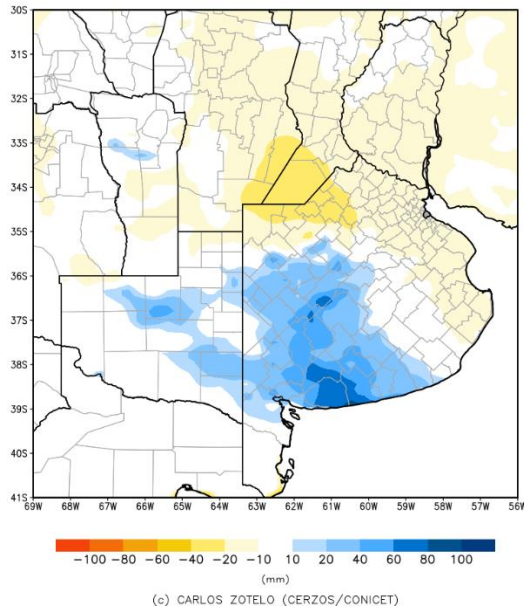 30S
31S
32S
33S
34S
35S
36S
37S
38S
39S
40S
41S
69W 68W 67W 66W 65W 64W 63W 62W 61W 60W 59W 58W 57W 56W
-100 -80 -60 -40 -20 -10 10 20 40 60 80 100
(mm)
(c) CARLOS ZOTELO (CERZOS/CONICET)